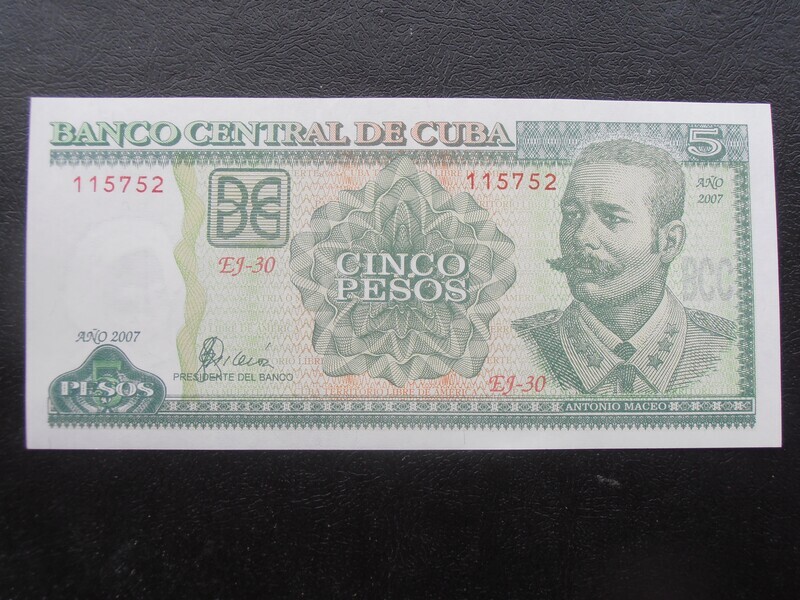 BANCO CENTRAL DE CUBA
5
115752
115752
AÑO
2007
EJ-30
CINCO
PESOS
BCC
AÑO 2007
5
PESOS
PRESIDENTE DEL BANCO
EJ-30
ANTONIO MACEO